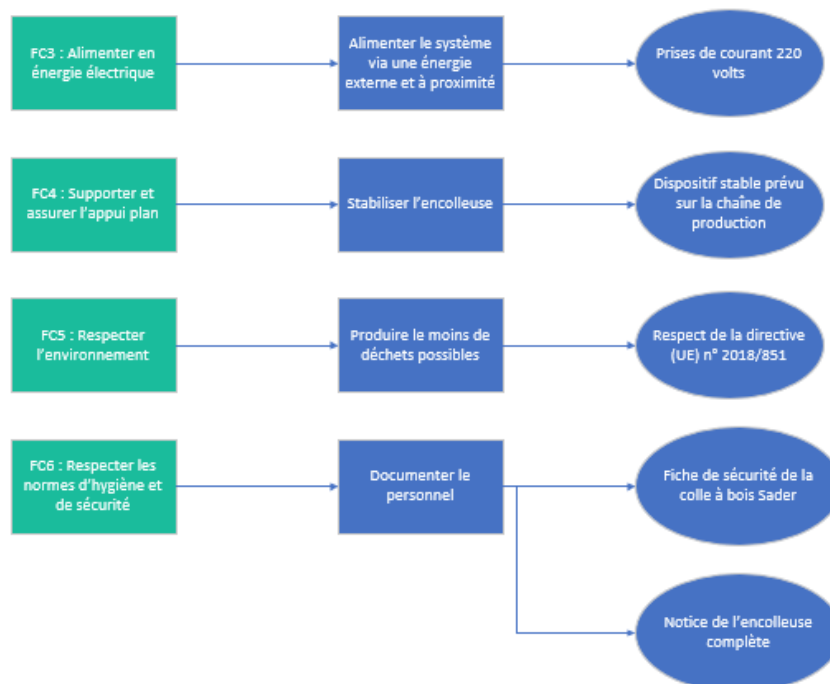 FC3 : Alimenter en
énergie électrique
Alimenter le système
via une énergie
externe et à proximité
Prises de courant 220
volts
FC4 : Supporter et
assurer l'appui plan
Stabiliser l'encolleuse
Dispositif stable prévu
sur la chaîne de
production
FC5 : Respecter
l'environnement
Produire le moins de
déchets possibles
Respect de la directive
(UE) n° 2018/851
FC6 : Respecter les
normes d'hygiène et
de sécurité
Documenter le
personnel
Fiche de sécurité de la
colle à bois Sader
Notice de l'encolleuse
complète